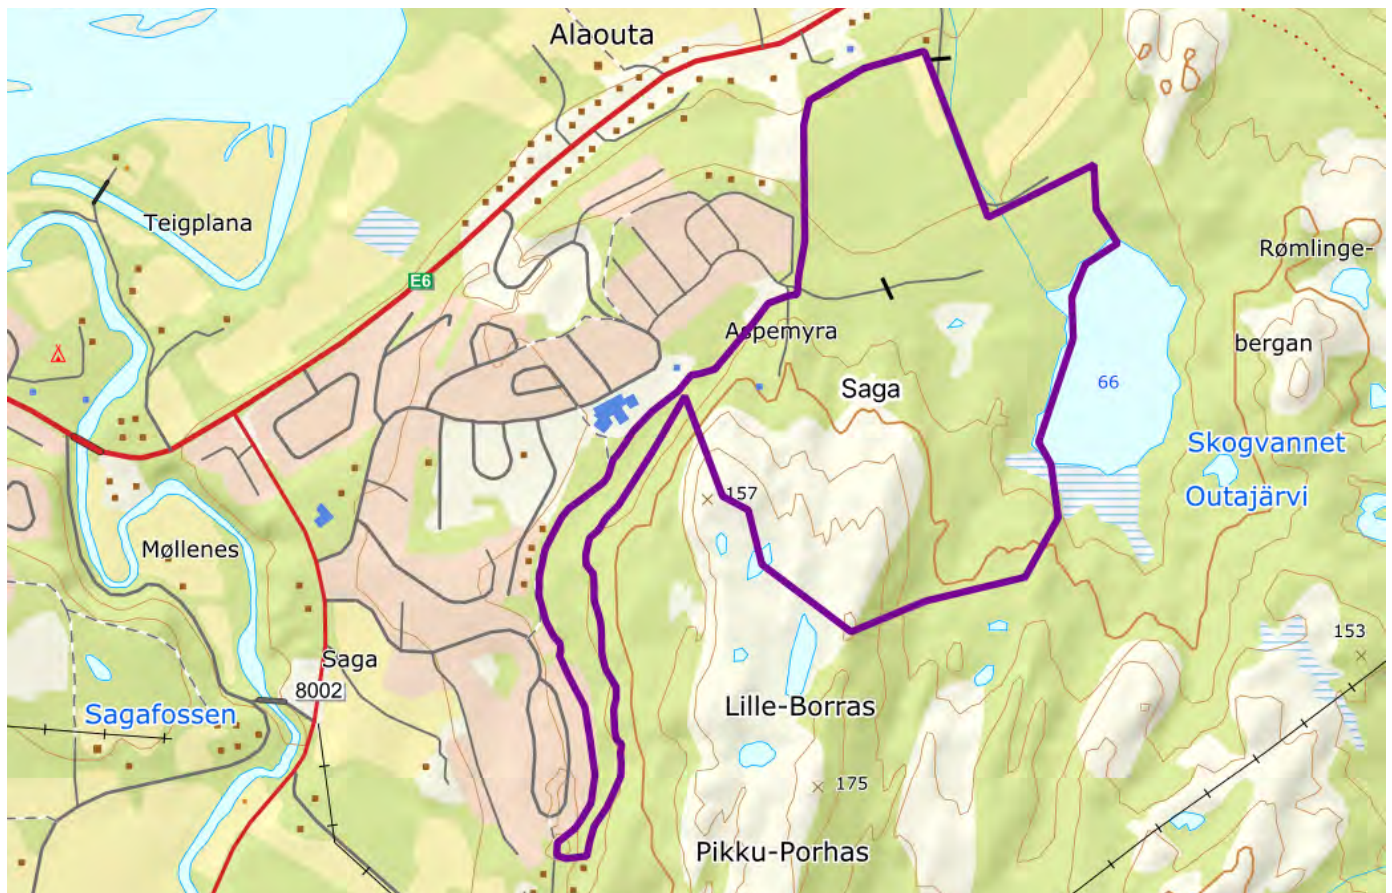 Alaouta
Teigplana
E6
Rømlinge-
Aspemyra
bergan
66
Saga
Skogvannet
157
Outajärvi
Møllenes
153
Saga
8002
Lille-Borras
Sagafossen
175
Pikku-Porhas